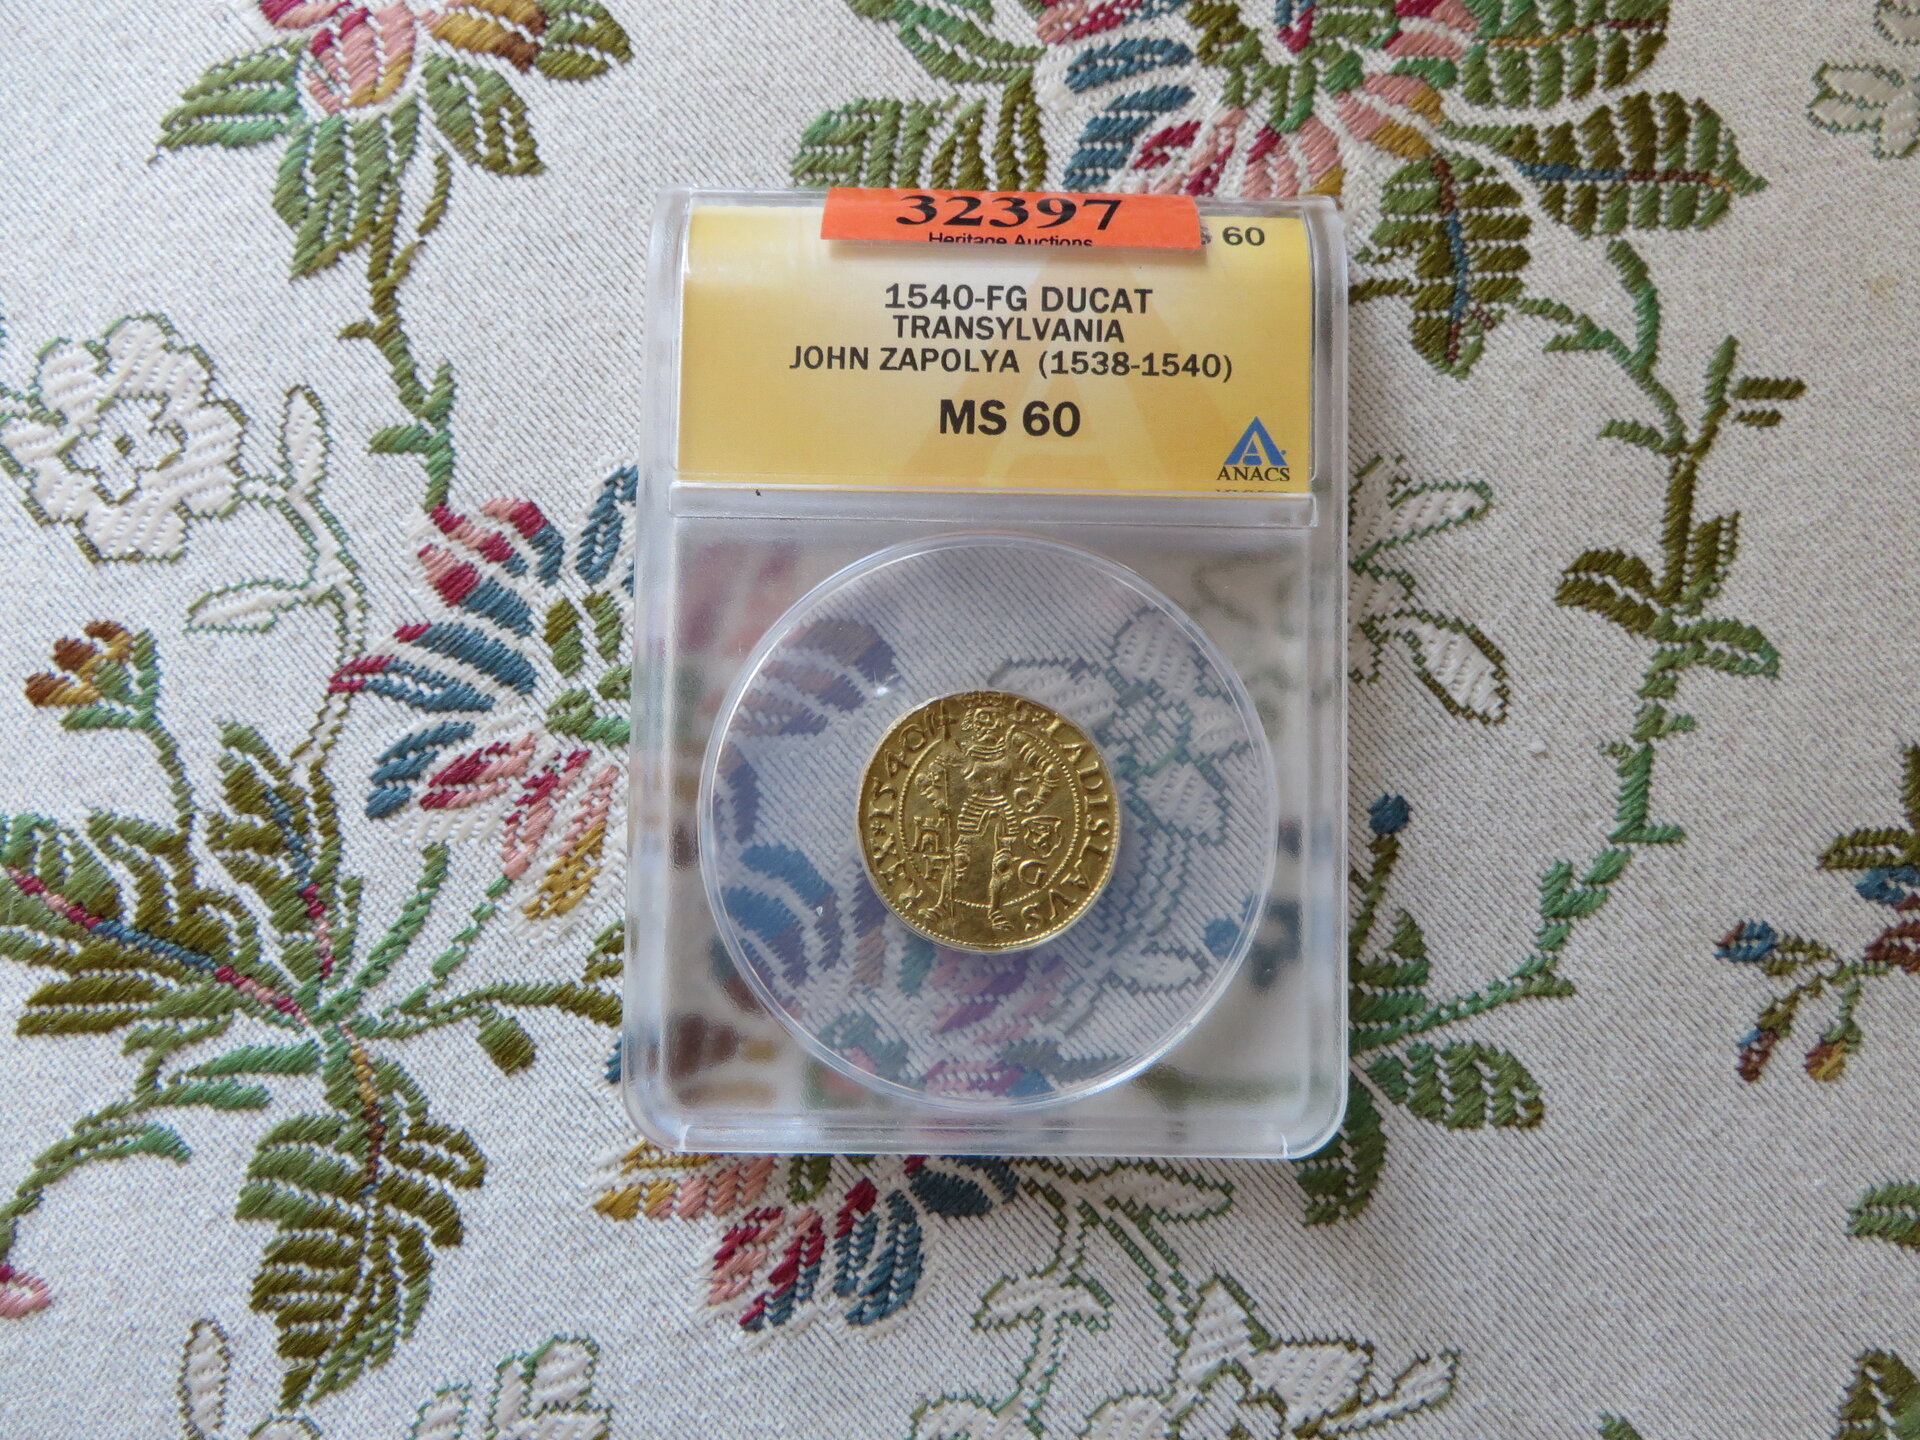 32397
Heritage Auctions
60
1540-FG DUCAT
TRANSYLVANIA
JOHN ZAPOLYA (1538-1540)
MS 60
ANACS
S·LADISLAVS
REX·1540
F G